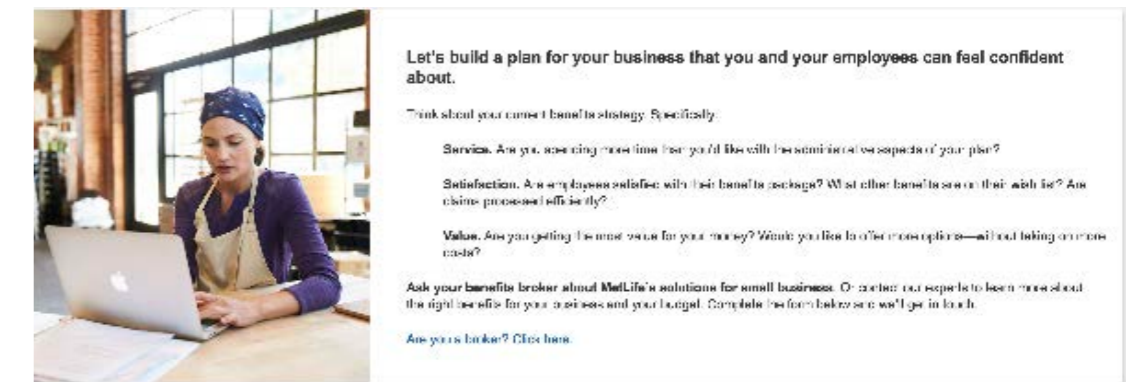 Let's build a plan for your business that you and your employees can feel confident
about.
Think about your current benefits strategy. Specifically:
Service. Are you spending more time than you'd like with the administrative aspects of your plan?
Satisfaction. Are employees satisfied with their benefits package? What other benefits are on their wish list? Are
claims processed efficiently?
Value. Are you getting the most value for your money? Would you like to offer more options—without taking on more
costs?
Ask your benefits broker about MetLife's solutions for small business. Or contact our experts to learn more about
the right benefits for your business and your budget. Complete the form below and we'll get in touch.
Are you a broker? Click here.